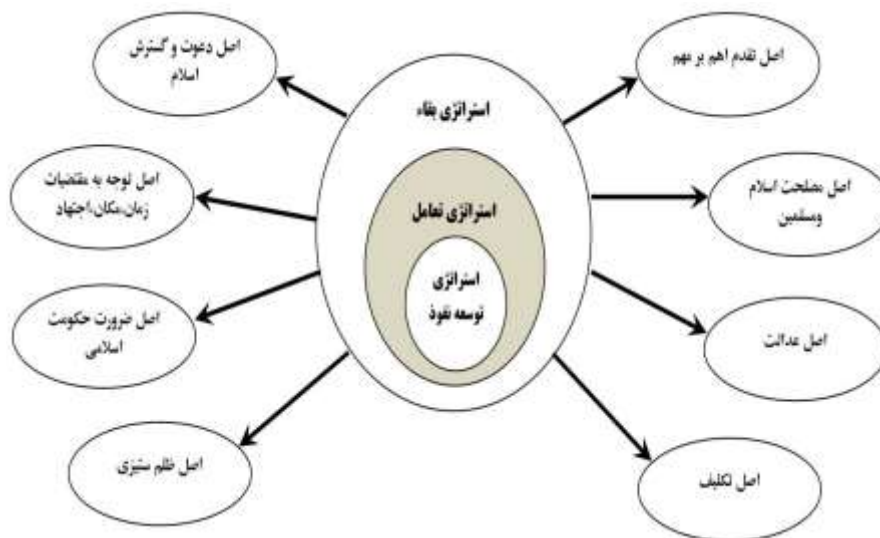 اصل تقدم اهم بر مهم
اصل مصلحت اسلام
ومسلمین
اصل عدالت
اصل تکلیف
استراتژی بقاء
استراتژی تعامل
استراتژی
توسعه نفوذ
اصل دعوت و گسترش
اسلام
اصل توجه به مقتضیات
زمان،مکان،اجتهاد
اصل ضرورت حکومت
اسلامی
اصل ظلم ستیزی